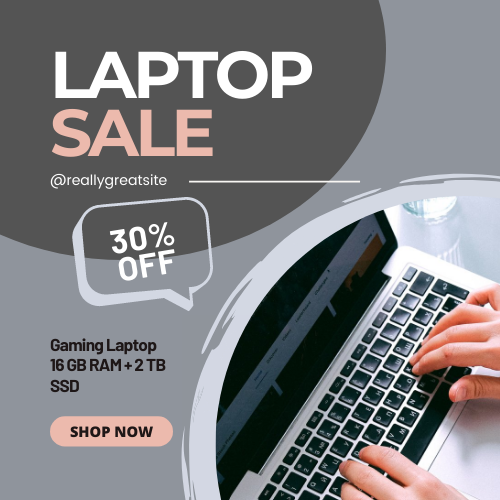 LAPTOP
SALE
@reallygreatsite
30%
OFF
Gaming Laptop
16 GB RAM + 2 TB
SSD
SHOP NOW